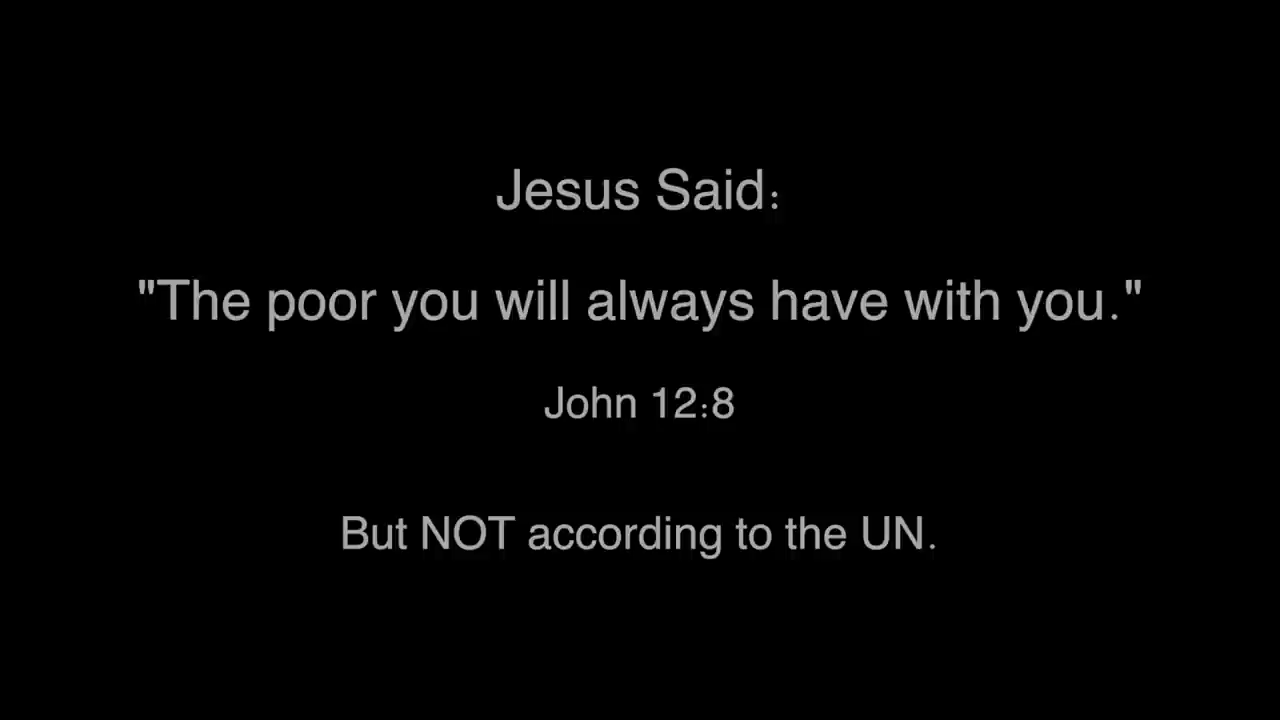 Jesus Said:
"The poor you will always have with you."
John 12:8
But NOT according to the UN.